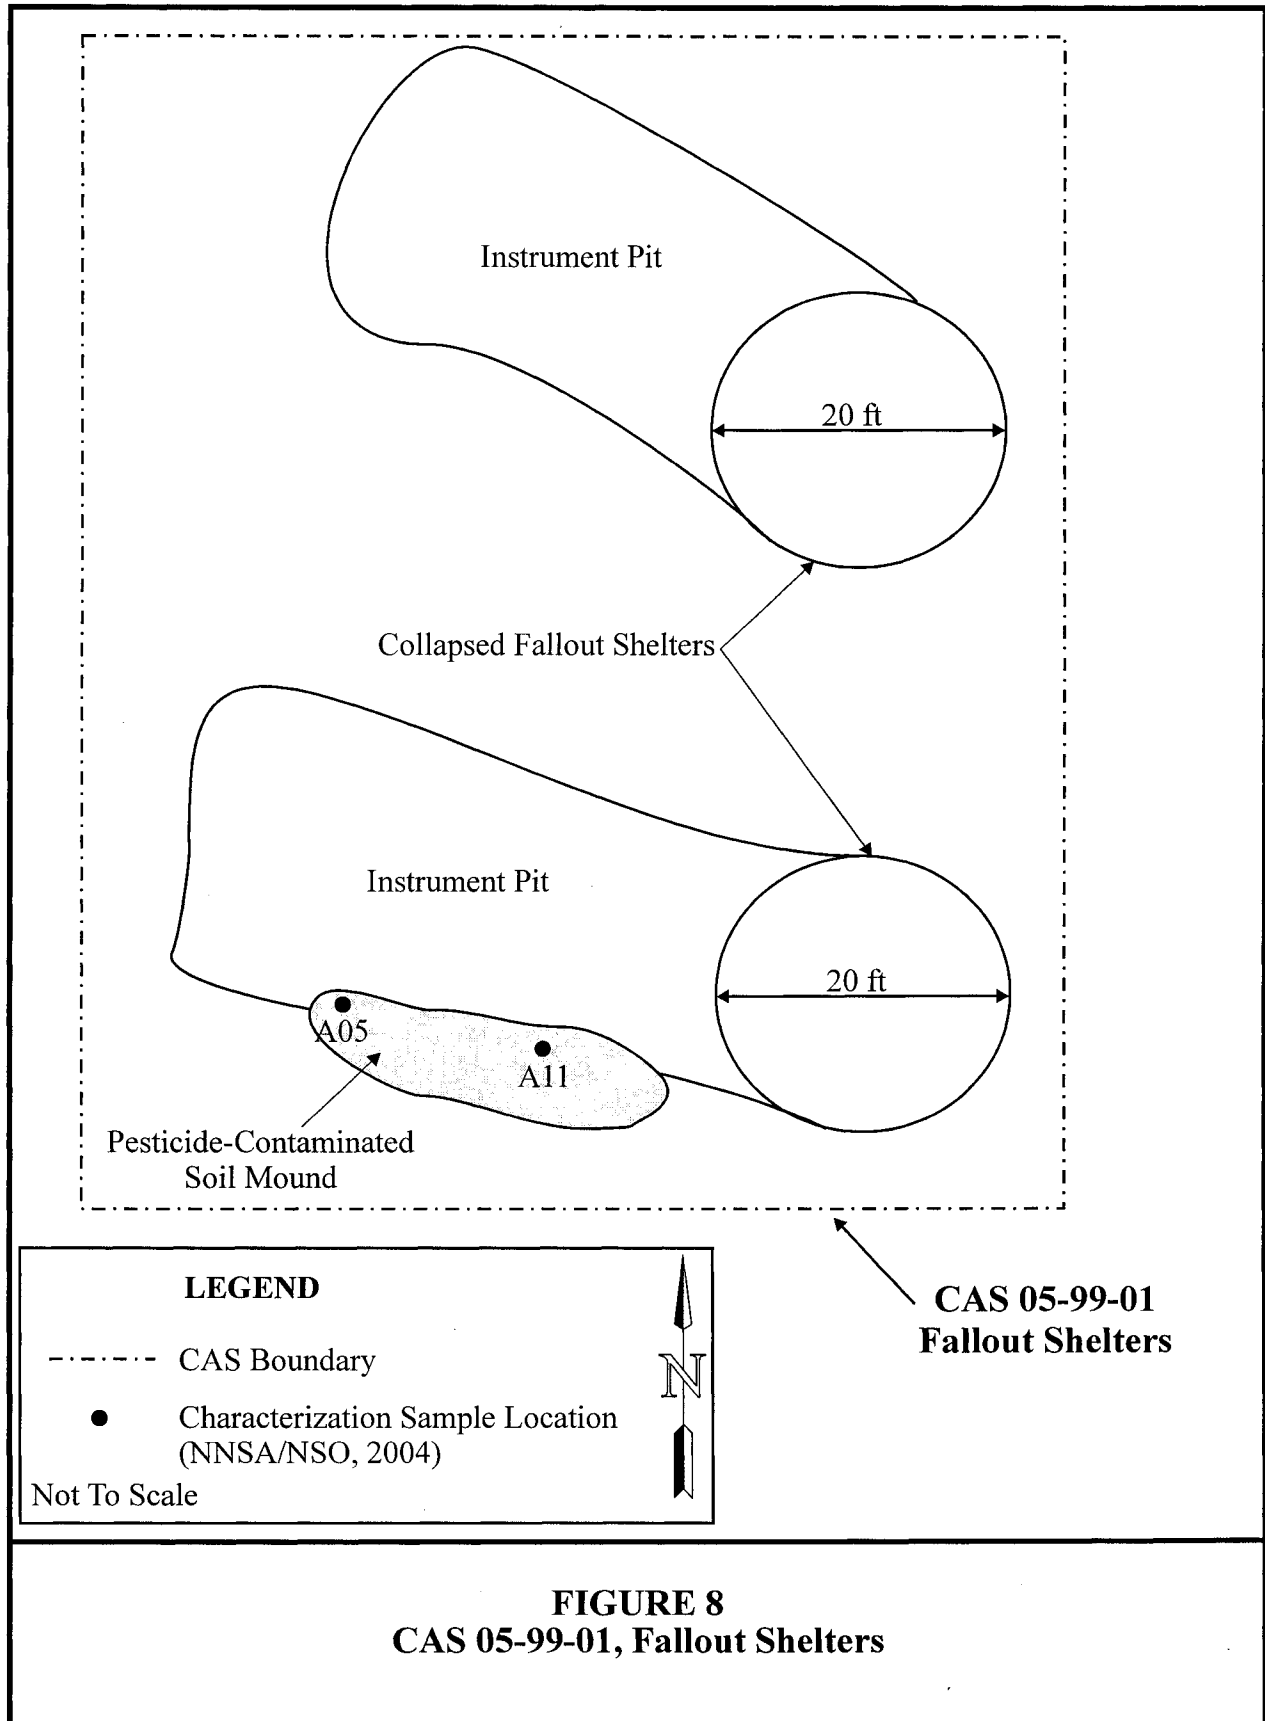 Instrument Pit
20 ft
Collapsed Fallout Shelters
Instrument Pit
20 ft
A05
A11
Pesticide-Contaminated
Soil Mound
CAS 05-99-01
Fallout Shelters
LEGEND
CAS Boundary
Characterization Sample Location
(NNSA/NSO, 2004)
Not To Scale
N
FIGURE 8
CAS 05-99-01, Fallout Shelters